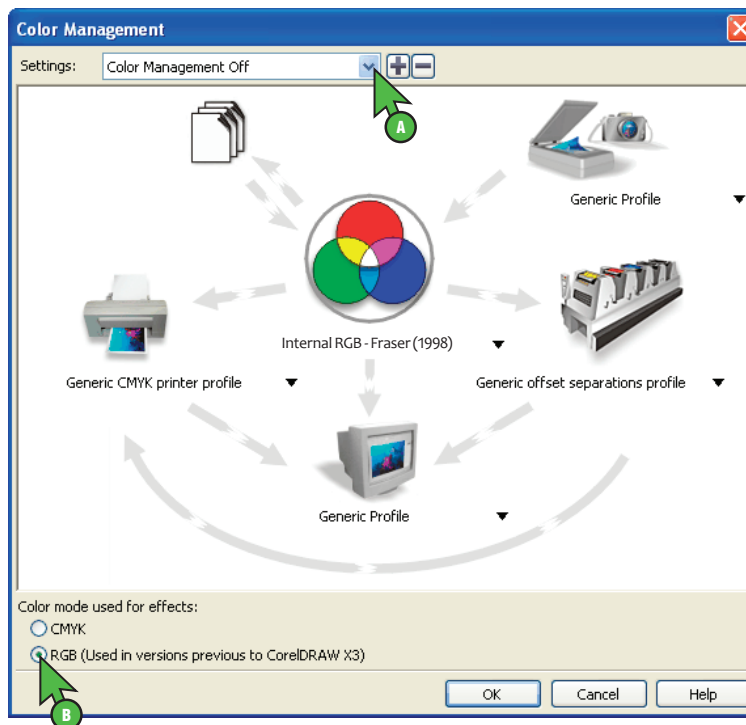 Color Management
Settings: Color Management Off
A
Generic Profile
Internal RGB - Fraser (1998)
Generic CMYK printer profile
Generic offset separations profile
Generic Profile
Color mode used for effects:
CMYK
RGB (Used in versions previous to CorelDRAW X3)
OK Cancel Help
B